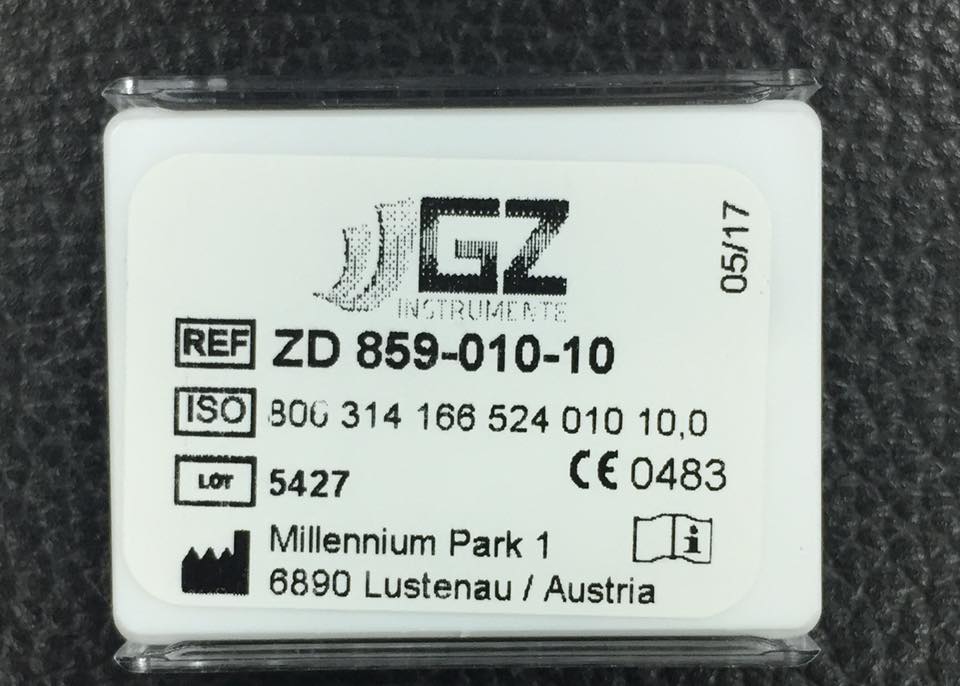 GZ
INSTRUMENTE
05/17
REF ZD 859-010-10
ISO 806 314 166 524 010 10,0
LOT 5427
CE 0483
Millennium Park 1
6890 Lustenau / Austria